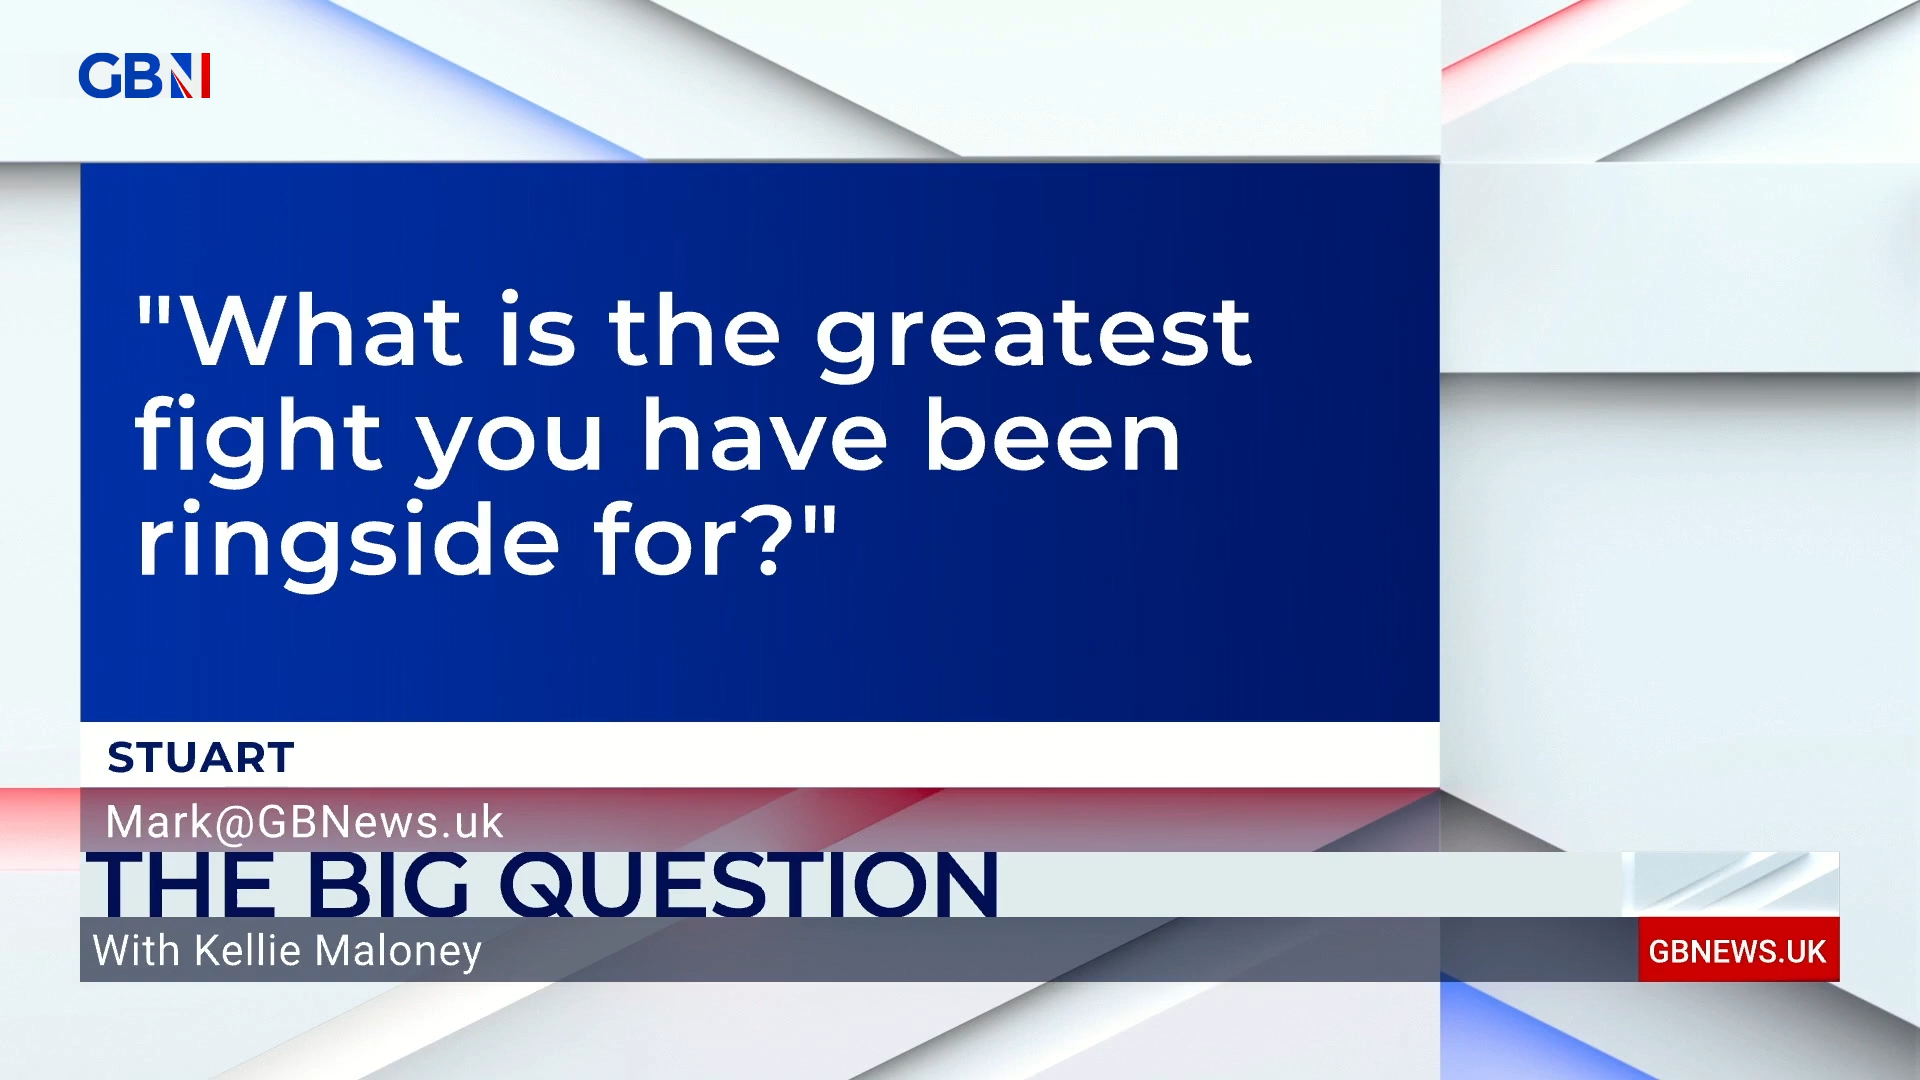 GBN
"What is the greatest
fight you have been
ringside for?"
STUART
Mark@GBNews.uk
THE BIG QUESTION
With Kellie Maloney
GBNEWS.UK